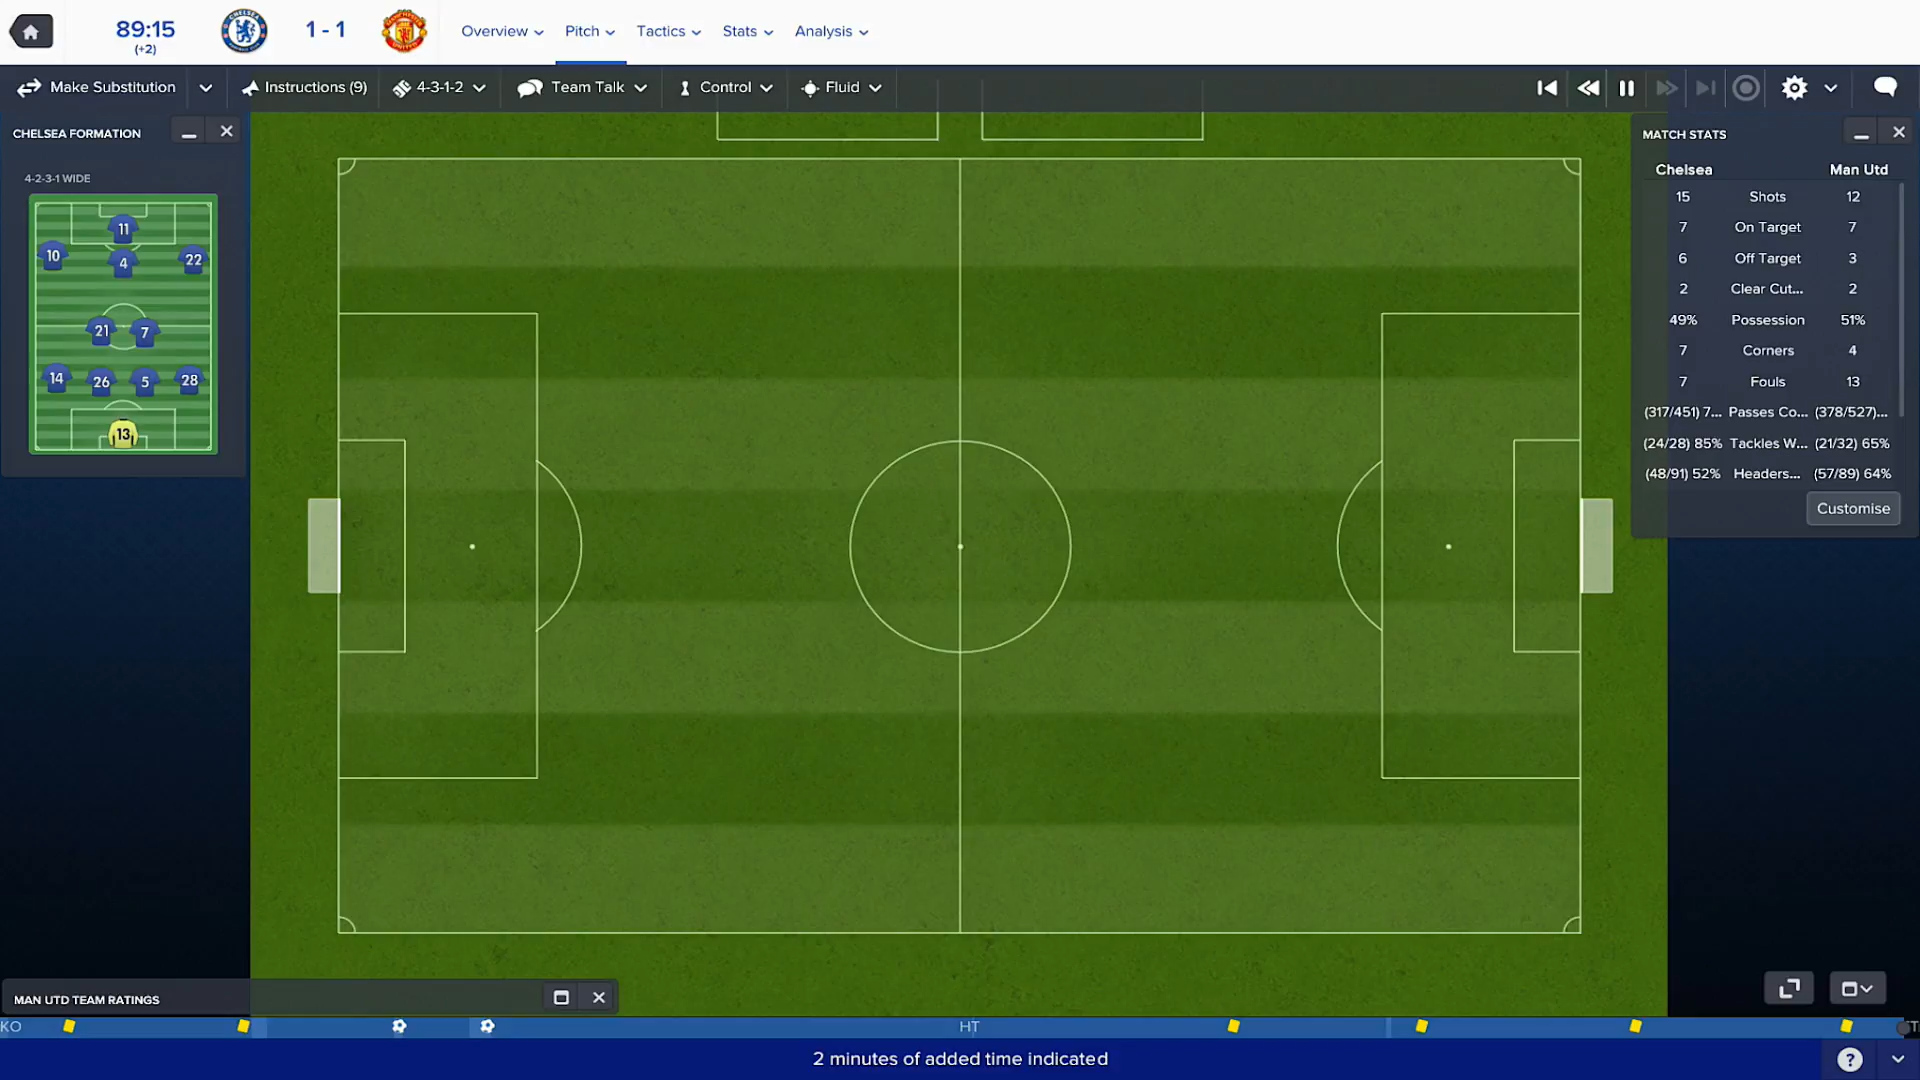 89:15
(+2)
1 - 1
Overview
Pitch
Tactics
Stats
Analysis
Make Substitution
Instructions (9)
4-3-1-2
Team Talk
Control
Fluid
CHELSEA FORMATION
4-2-3-1 WIDE
11
10
4
22
21
7
14
26
5
28
13
MATCH STATS
Chelsea Man Utd
15 Shots 12
7 On Target 7
6 Off Target 3
2 Clear Cut... 2
49% Possession 51%
7 Corners 4
7 Fouls 13
(317/451) 7... Passes Co... (378/527)...
(24/28) 85% Tackles W... (21/32) 65%
(48/91) 52% Headers... (57/89) 64%
Customise
MAN UTD TEAM RATINGS
KO
HT
2 minutes of added time indicated
?